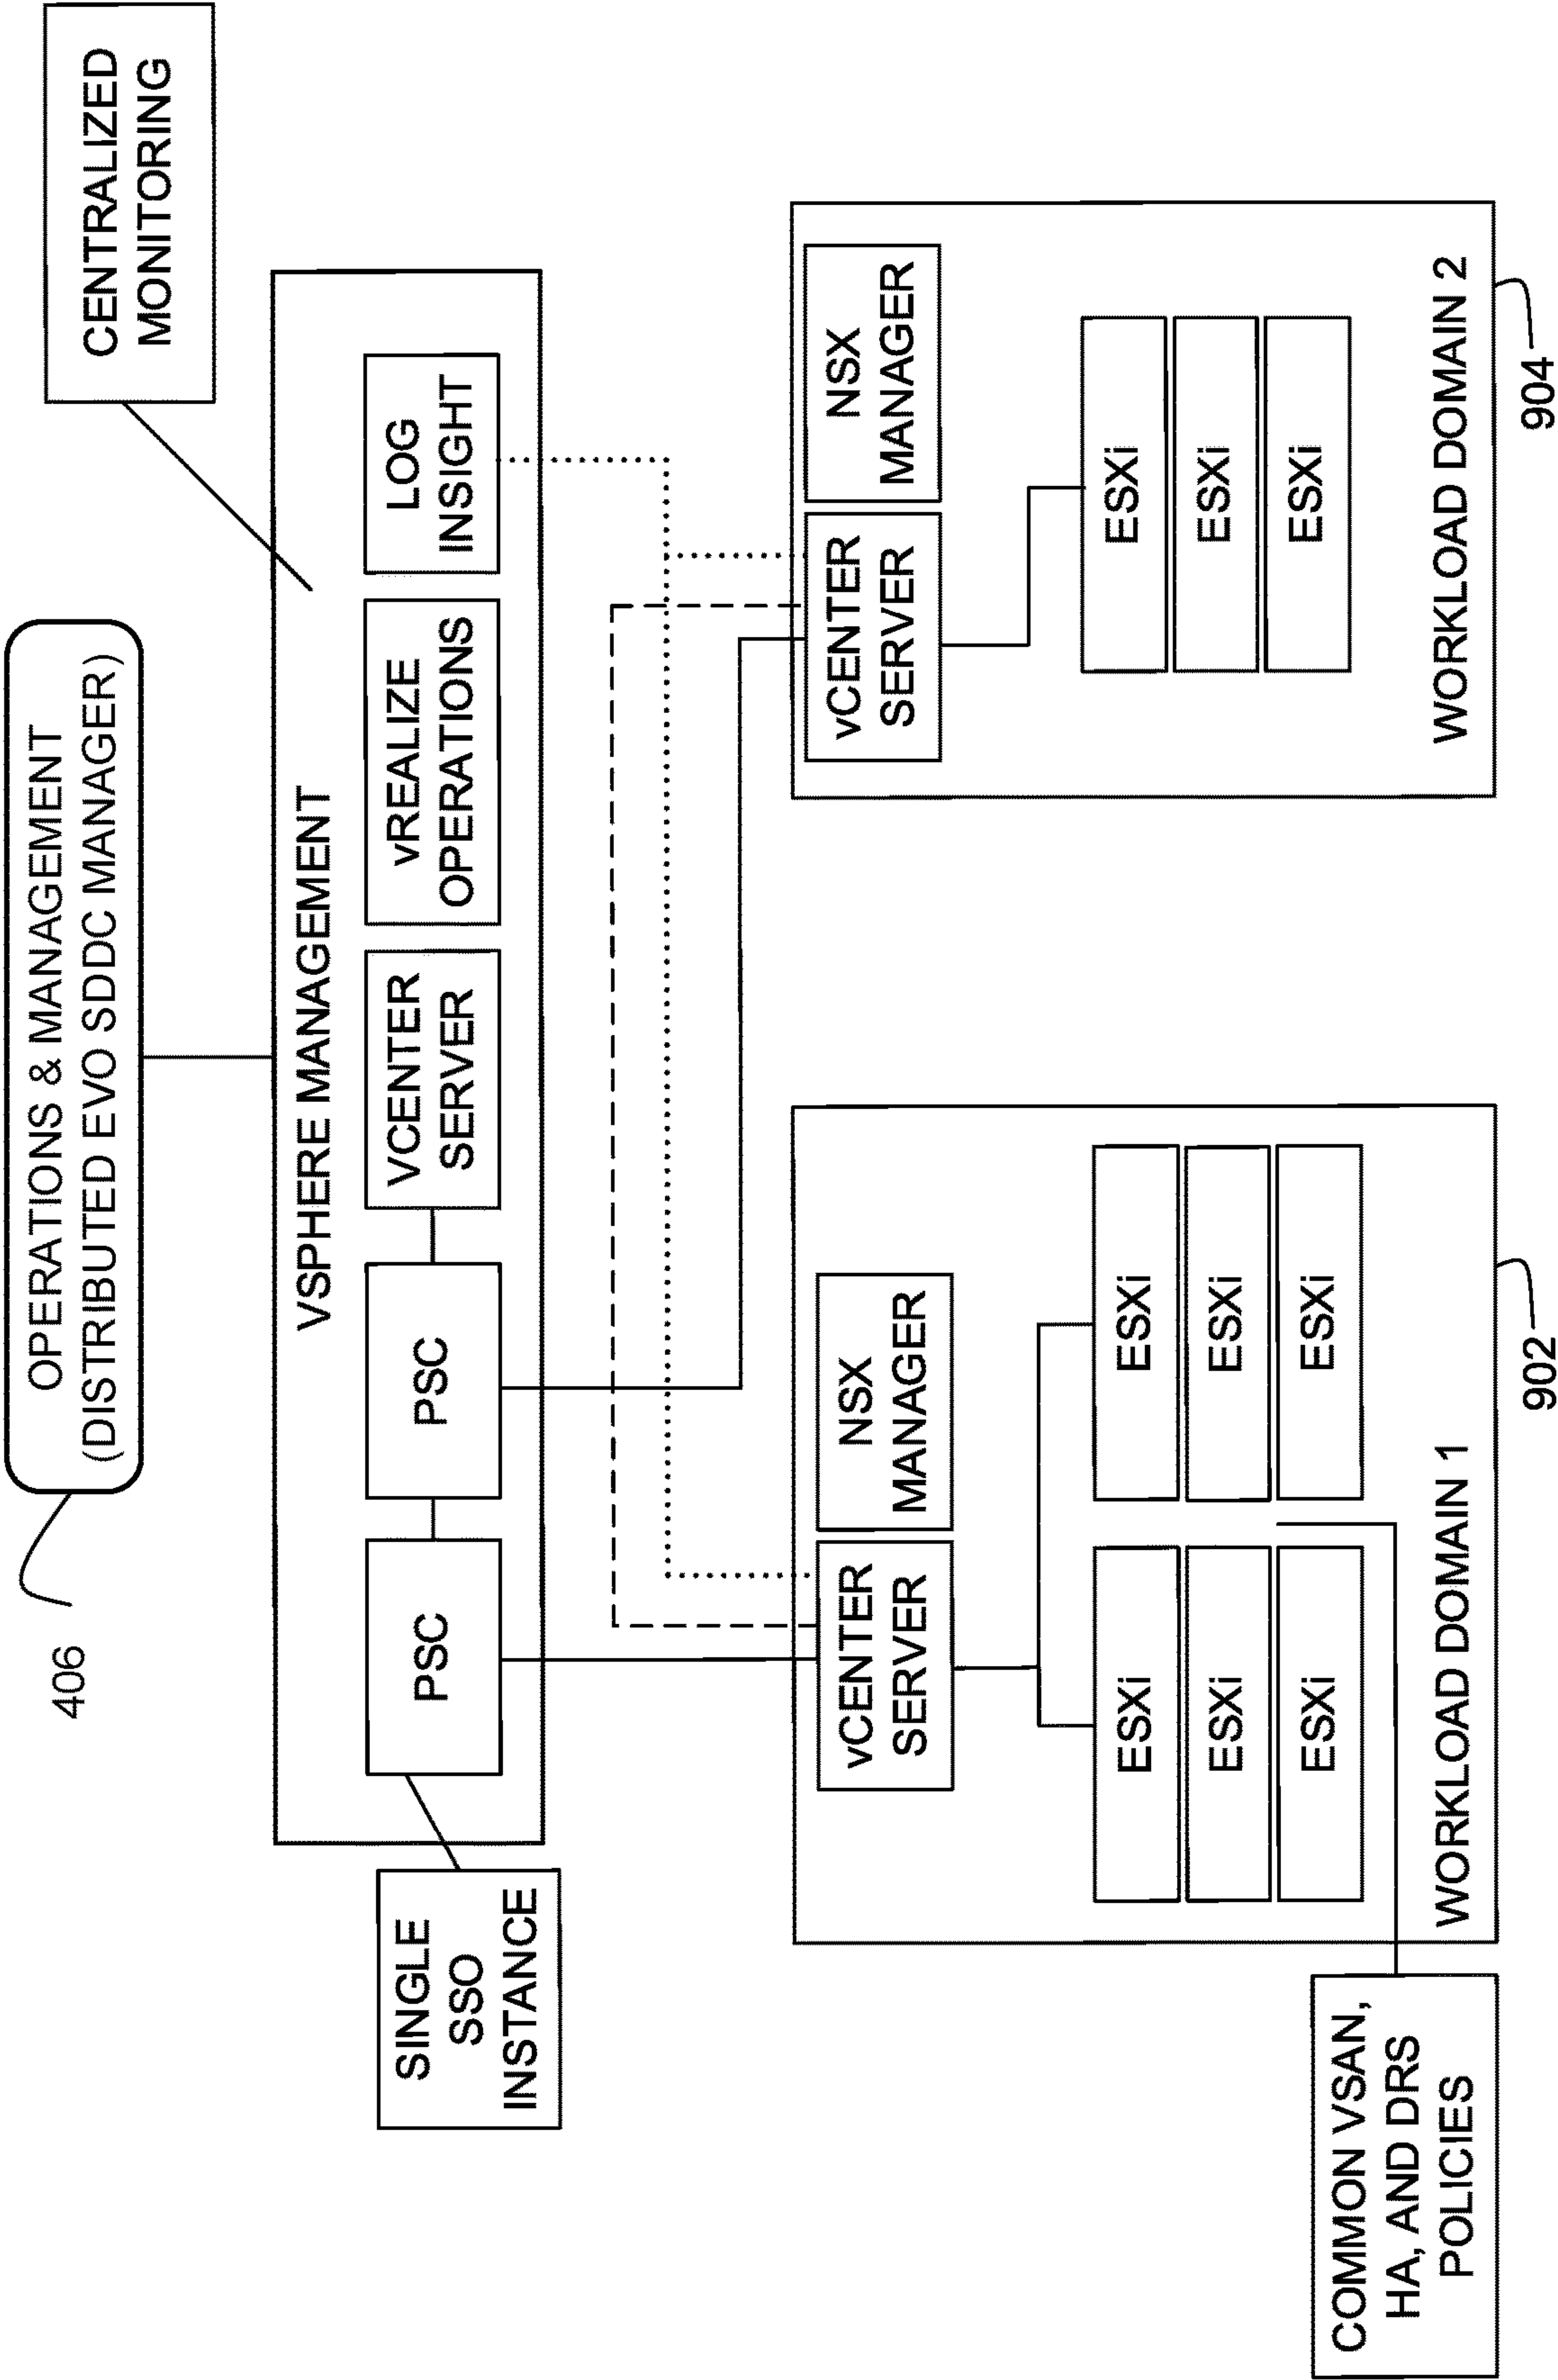 OPERATIONS & MANAGEMENT
(DISTRIBUTED EVO SDDC MANAGER)
406
CENTRALIZED
MONITORING
VSPHERE MANAGEMENT
SINGLE
SSO
INSTANCE
PSC
PSC
VCENTER
SERVER
vREALIZE
OPERATIONS
LOG
INSIGHT
vCENTER
SERVER
NSX
MANAGER
ESXi
ESXi
ESXi
ESXi
ESXi
ESXi
WORKLOAD DOMAIN 1
902
COMMON VSAN,
HA, AND DRS
POLICIES
vCENTER
SERVER
NSX
MANAGER
ESXi
ESXi
ESXi
WORKLOAD DOMAIN 2
904